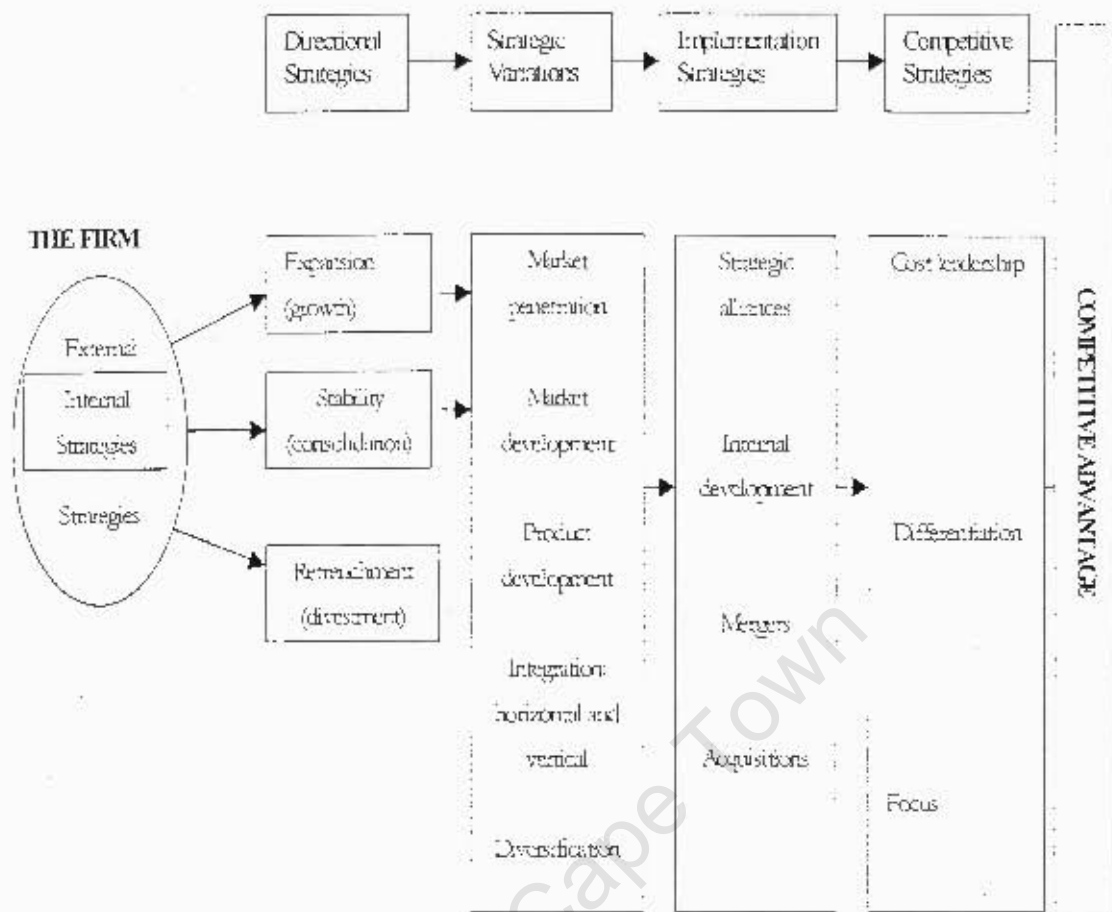 Directional
Strategies
Strategic
Variations
Implementation
Strategies
Competitive
Strategies
THE FIRM
External
Internal
Strategies
Strategies
Expansion
(growth)
Stability
(consolidation)
Retrenchment
(divestment)
Market
penetration
Market
development
Product
development
Integration:
horizontal and
vertical
Diversification
Strategic
alliances
Internal
development
Mergers
Acquisitions
Cost leadership
Differentiation
Focus
COMPETITIVE ADVANTAGE
Cape Town